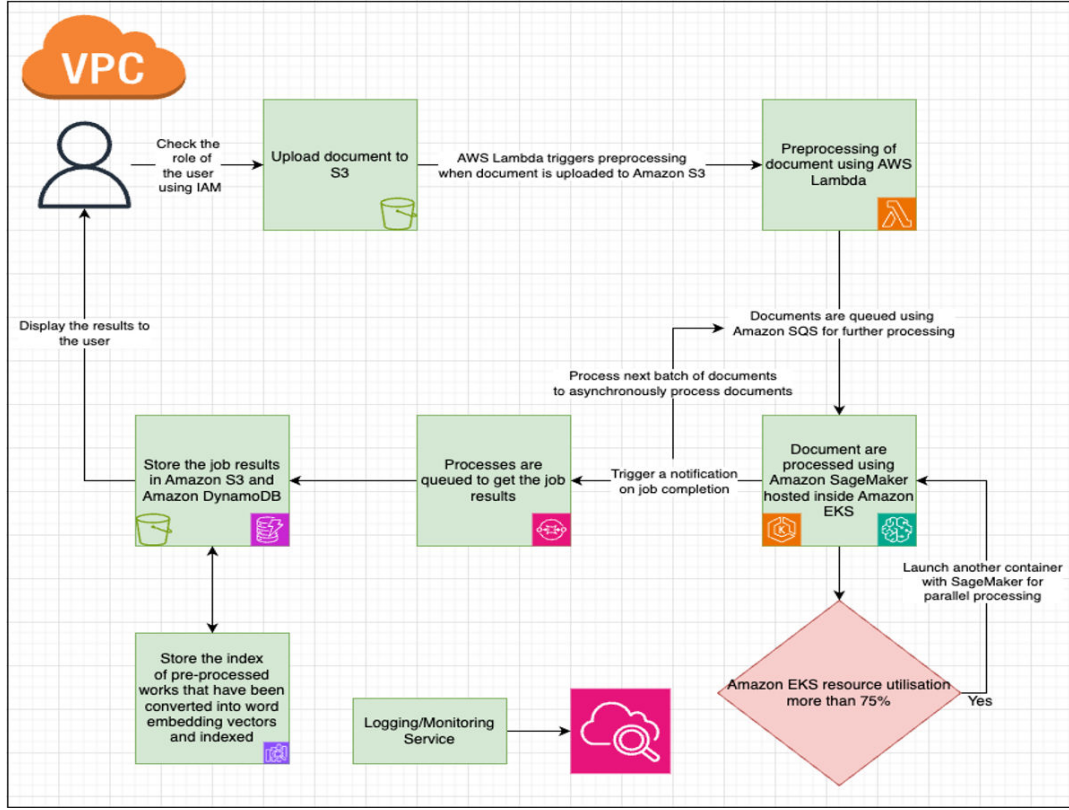 VPC
Check the
role of
the user
using IAM
Upload document to
S3
AWS Lambda triggers preprocessing
when document is uploaded to Amazon S3
Preprocessing of
document using AWS
Lambda
Documents are queued using
Amazon SQS for further processing
Display the results to
the user
Process next batch of documents
to asynchronously process documents
Store the job results
in Amazon S3 and
Amazon DynamoDB
Processes are
queued to get the job
results
Trigger a notification
on job completion
Document are
processed using
Amazon SageMaker
hosted inside Amazon
EKS
K
Launch another container
with SageMaker for
parallel processing
Store the index
of pre-processed
works that have been
converted into word
embedding vectors
and indexed
Logging/Monitoring
Service
Amazon EKS resource utilisation
more than 75%
Yes